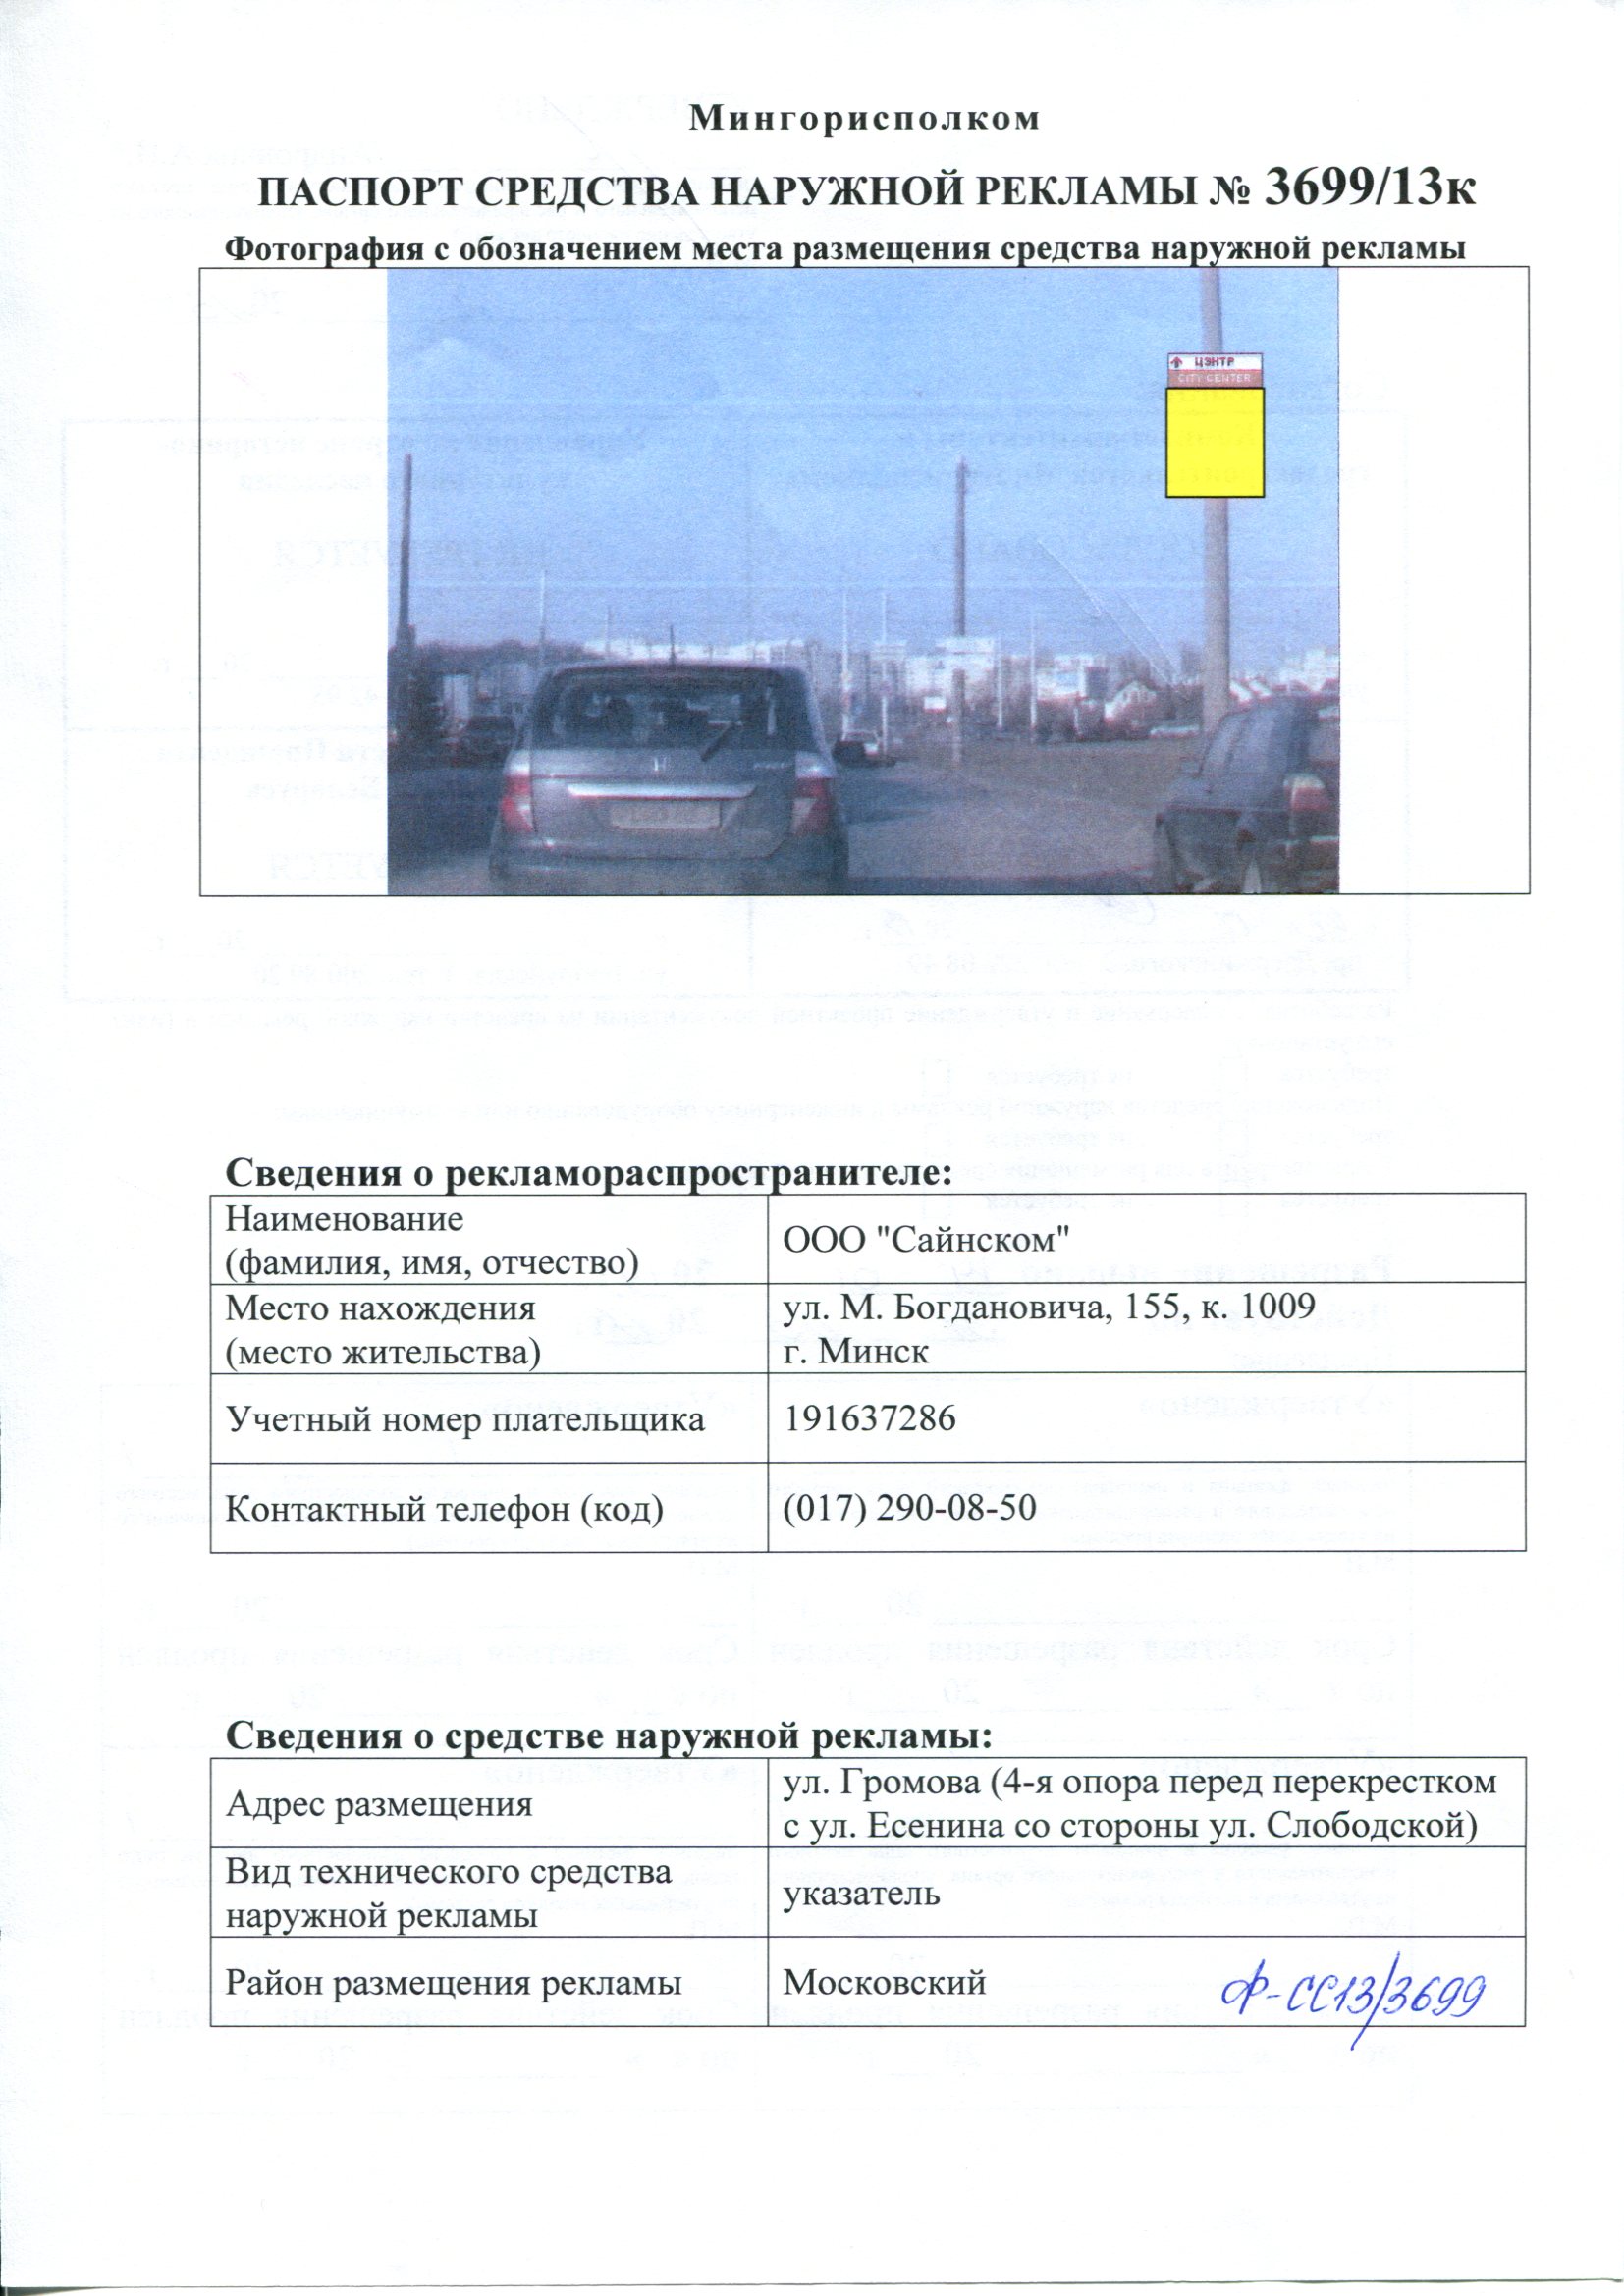 Мингорисполком
ПАСПОРТ СРЕДСТВА НАРУЖНОЙ РЕКЛАМЫ № 3699/13к
Фотография с обозначением места размещения средства наружной рекламы
ЦЭНТР
CITY CENTER
Сведения о рекламораспространителе:
Наименование
(фамилия, имя, отчество)
ООО "Сайнском"
Место нахождения
(место жительства)
ул. М. Богдановича, 155, к. 1009
г. Минск
Учетный номер плательщика
191637286
Контактный телефон (код)
(017) 290-08-50
Сведения о средстве наружной рекламы:
Адрес размещения
ул. Громова (4-я опора перед перекрестком
с ул. Есенина со стороны ул. Слободской)
Вид технического средства
наружной рекламы
указатель
Район размещения рекламы
Московский
Ф-СС13/3699